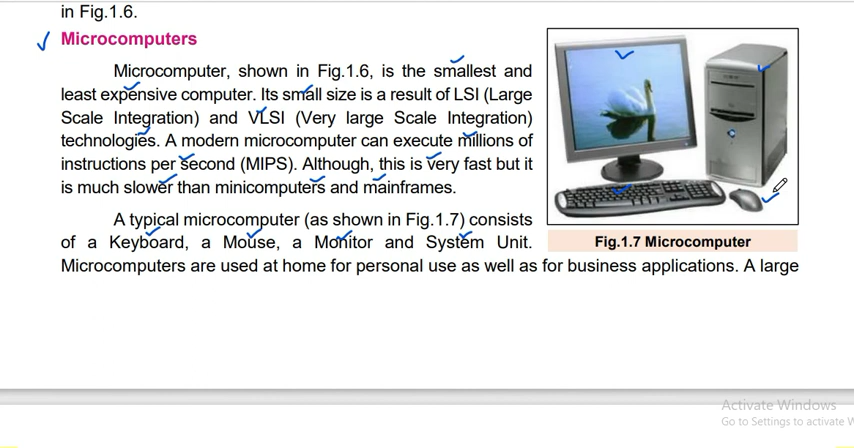 in Fig.1.6.
Microcomputers
Microcomputer, shown in Fig.1.6, is the smallest and
least expensive computer. Its small size is a result of LSI (Large
Scale Integration) and VLSI (Very large Scale Integration)
technologies. A modern microcomputer can execute millions of
instructions per second (MIPS). Although, this is very fast but it
is much slower than minicomputers and mainframes.
A typical microcomputer (as shown in Fig.1.7) consists
of a Keyboard, a Mouse, a Monitor and System Unit.
Microcomputers are used at home for personal use as well as for business applications. A large
Fig.1.7 Microcomputer
Activate Windows
Go to Settings to activate W